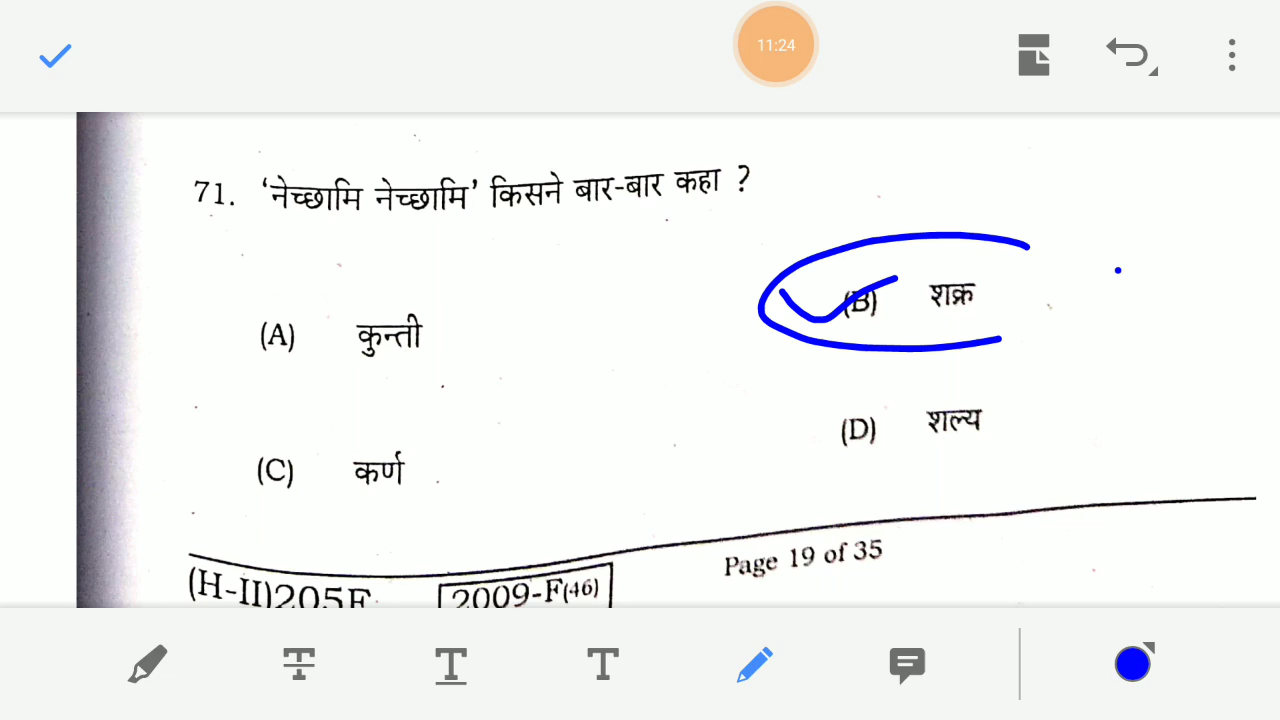 11:24
71. 'नेच्छामि नेच्छामि' किसने बार-बार कहा ?
(A) कुन्ती
(B) शक्र
(C) कर्ण
(D) शल्य
Page 19 of 35
(H-II)205F
2009-F(46)